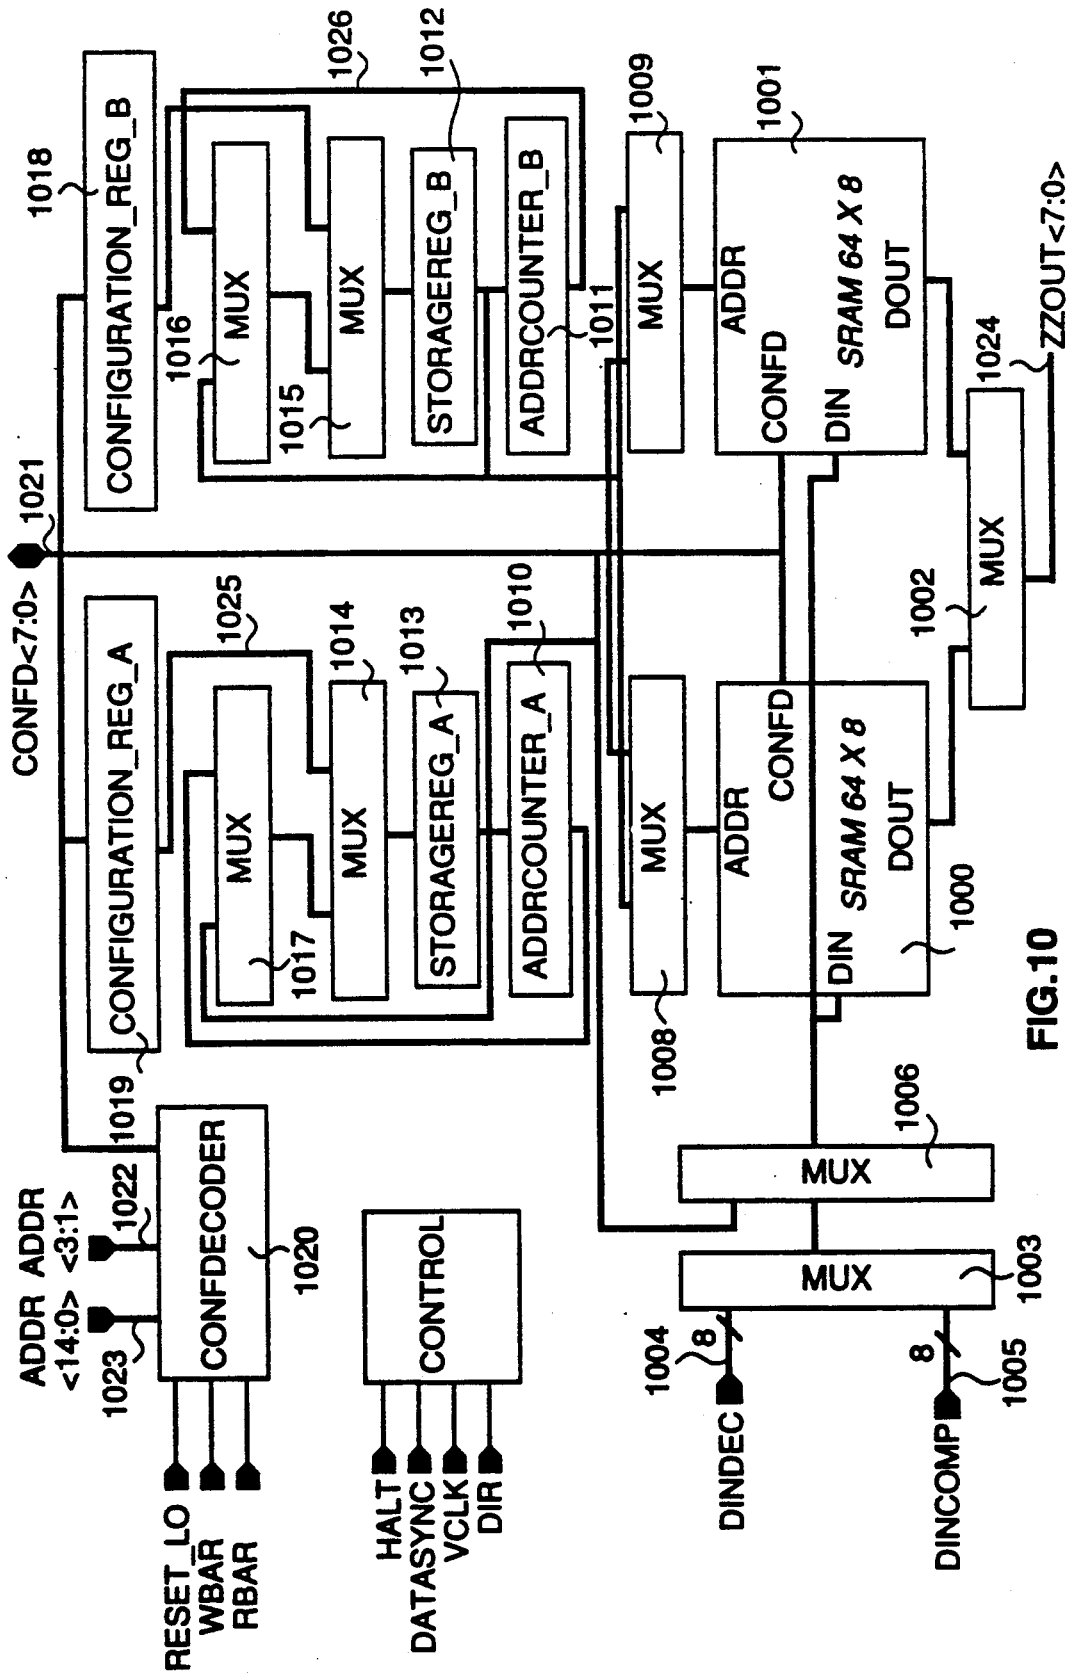 RESET_LO
WBAR
RBAR
ADDR
<14:0>
1023
ADDR
<3:1>
1022
CONFDECODER
1020
HALT
DATASYNC
VCLK
DIR
CONTROL
CONFD<7:0>
1021
CONFIGURATION_REG_A
1019
1025
MUX
1017
MUX
1014
STORAGEREG_A
1013
ADDRCOUNTER_A
1010
CONFIGURATION_REG_B
1018
1026
MUX
1016
MUX
1015
STORAGEREG_B
1012
ADDRCOUNTER_B
1011
MUX
1008
MUX
1009
ADDR
CONFD
DIN
SRAM 64 X 8
DOUT
1000
ADDR
CONFD
DIN
SRAM 64 X 8
DOUT
1001
DINDEC
1004
8
DINCOMP
1005
8
MUX
1003
MUX
1006
MUX
1002
1024
ZZOUT<7:0>
FIG.10